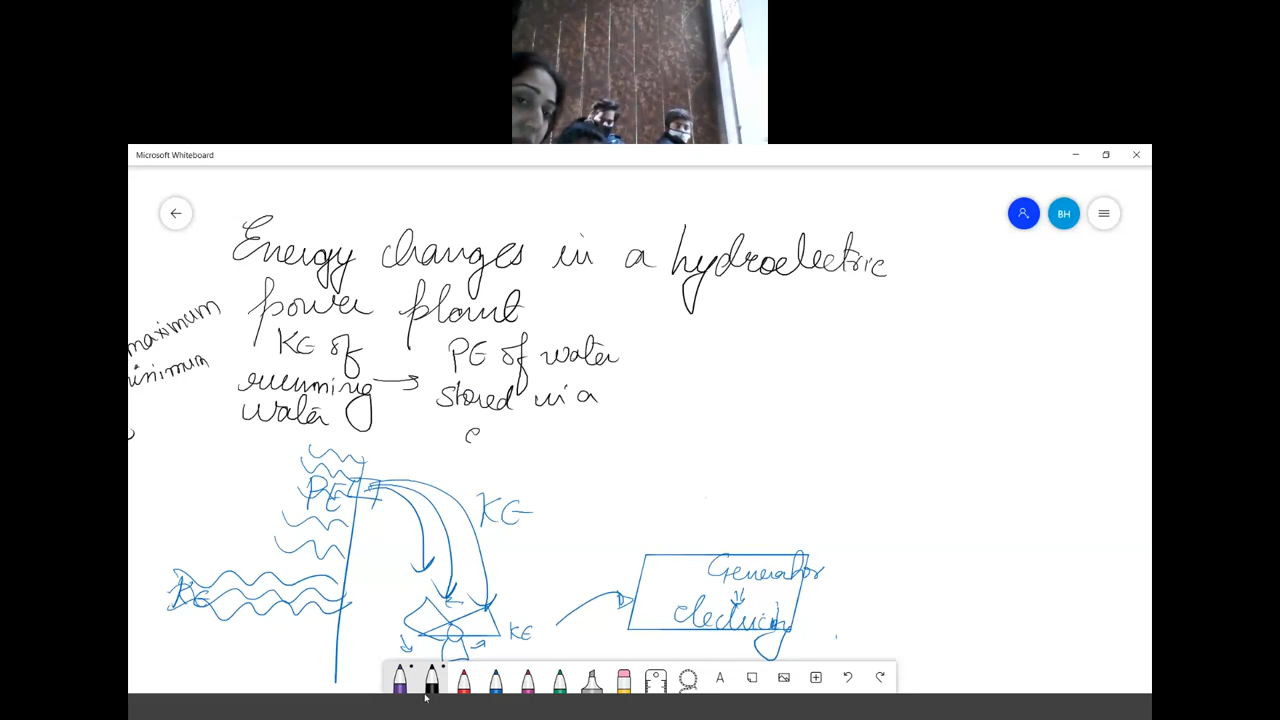 Microsoft Whiteboard
BH
Energy changes in a hydroelectric
power plant
maximum
inimum
KE of
running
water
PE of water
stored in a
PE
KE
KE
KE
Generator
electricity
A